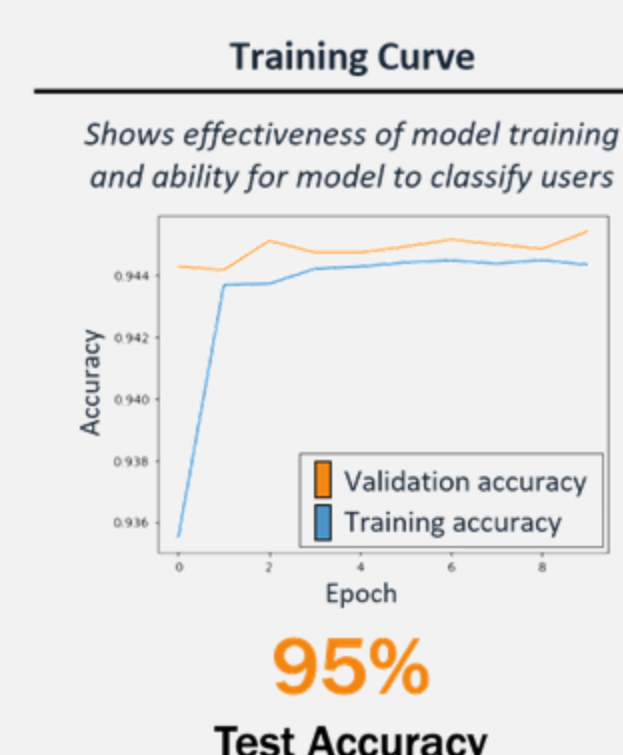 Training Curve
Shows effectiveness of model training
and ability for model to classify users
0.944
0.942
0.940
0.938
0.936
Accuracy
Validation accuracy
Training accuracy
0 2 4 6 8
Epoch
95%
Test Accuracy